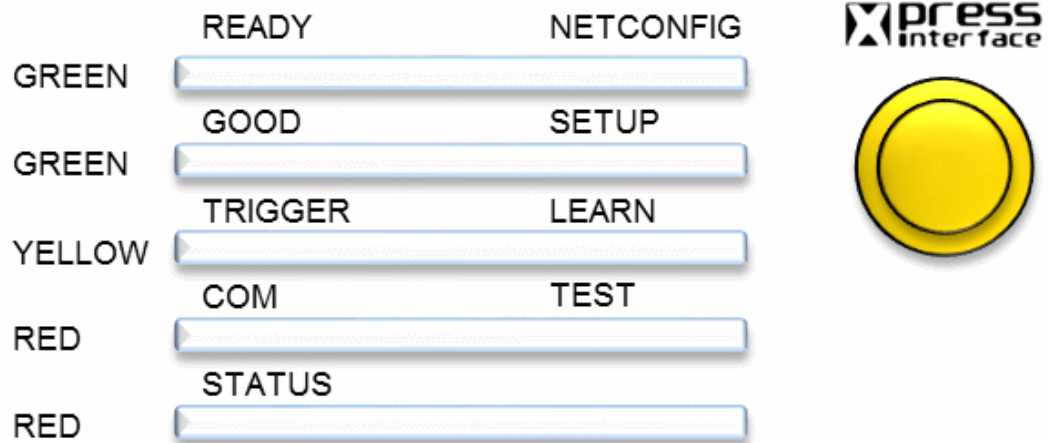 READY NETCONFIG
Xpress
interface
GREEN
GOOD SETUP
GREEN
TRIGGER LEARN
YELLOW
COM TEST
RED
STATUS
RED